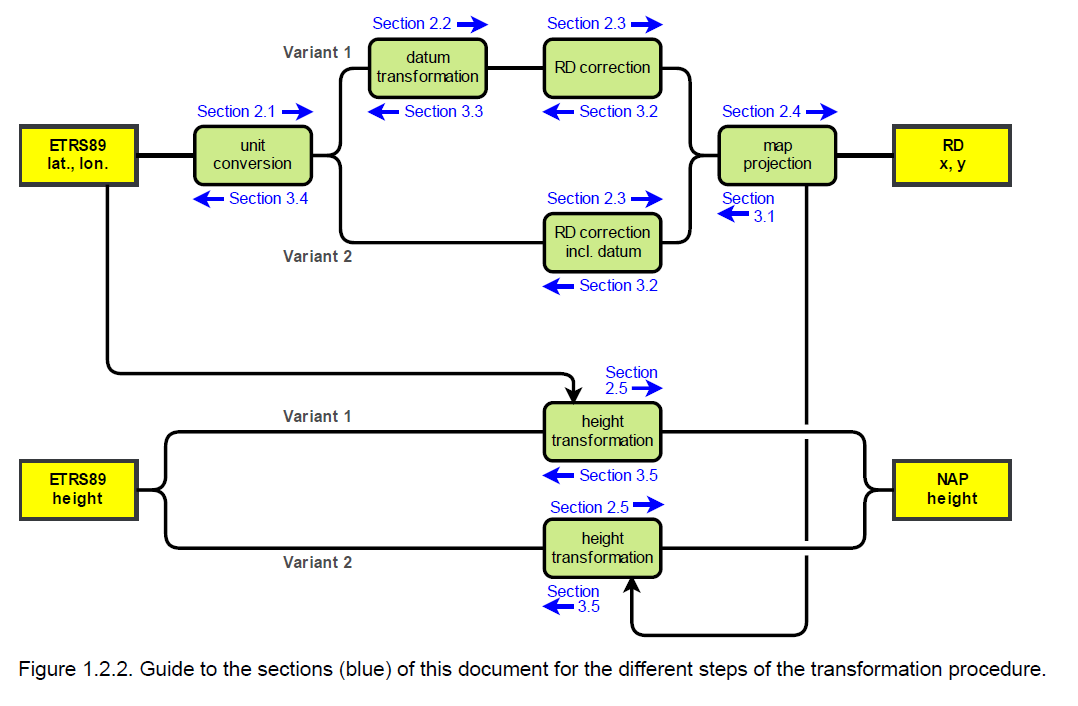 Section 2.2
Section 2.3
Variant 1
datum
transformation
RD correction
Section 2.1
Section 3.3
Section 3.2
Section 2.4
ETRS89
lat., lon.
unit
conversion
map
projection
RD
x, y
Section 3.4
Section 2.3
Section
3.1
RD correction
incl. datum
Variant 2
Section 3.2
Section
2.5
Variant 1
height
transformation
Section 3.5
ETRS89
height
NAP
height
Section 2.5
height
transformation
Variant 2
Section
3.5
Figure 1.2.2. Guide to the sections (blue) of this document for the different steps of the transformation procedure.